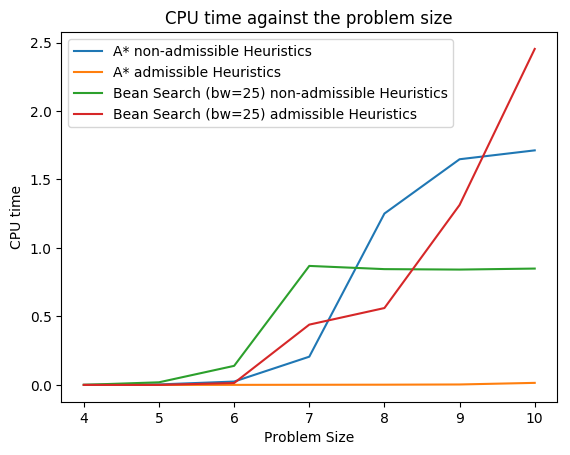 CPU time against the problem size
2.5
2.0
1.5
1.0
0.5
0.0
CPU time
A* non-admissible Heuristics
A* admissible Heuristics
Bean Search (bw=25) non-admissible Heuristics
Bean Search (bw=25) admissible Heuristics
4 5 6 7 8 9 10
Problem Size